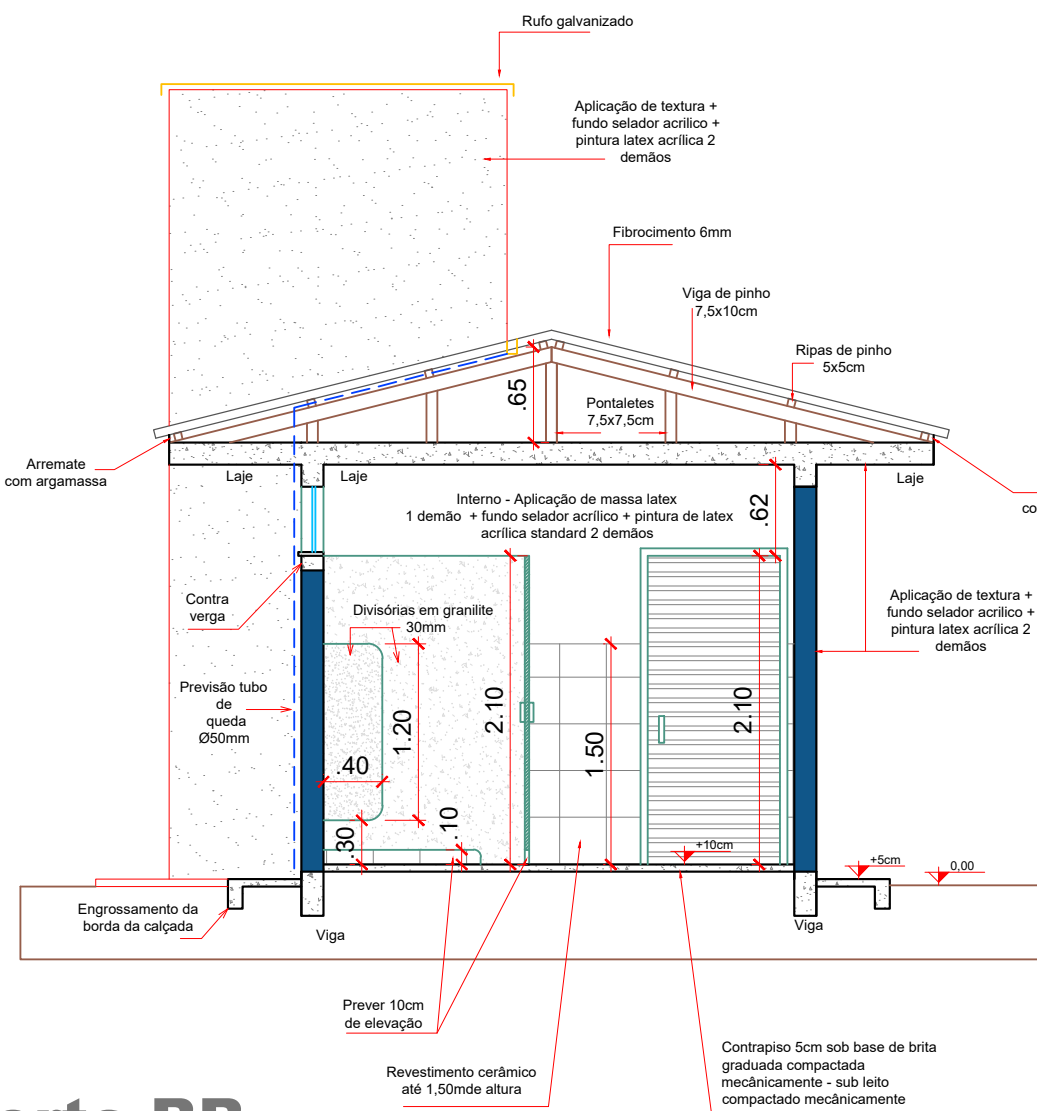 Rufo galvanizado
Aplicação de textura +
fundo selador acrilico +
pintura latex acrílica 2
demãos
Fibrocimento 6mm
Viga de pinho
7,5x10cm
Ripas de pinho
5x5cm
.65
Pontaletes
7,5x7,5cm
Arremate
com argamassa
Laje
Laje
Laje
co
Interno - Aplicação de massa latex
1 demão + fundo selador acrílico + pintura de latex
acrílica standard 2 demãos
.62
Contra
verga
Divisórias em granilite
30mm
Aplicação de textura +
fundo selador acrilico +
pintura latex acrílica 2
demãos
Previsão tubo
de
queda
Ø50mm
1.20
2.10
1.50
2.10
.40
.30
.10
+10cm
+5cm
0,00
Engrossamento da
borda da calçada
Viga
Viga
Prever 10cm
de elevação
Revestimento cerâmico
até 1,50mde altura
Contrapiso 5cm sob base de brita
graduada compactada
mecânicamente - sub leito
compactado mecânicamente